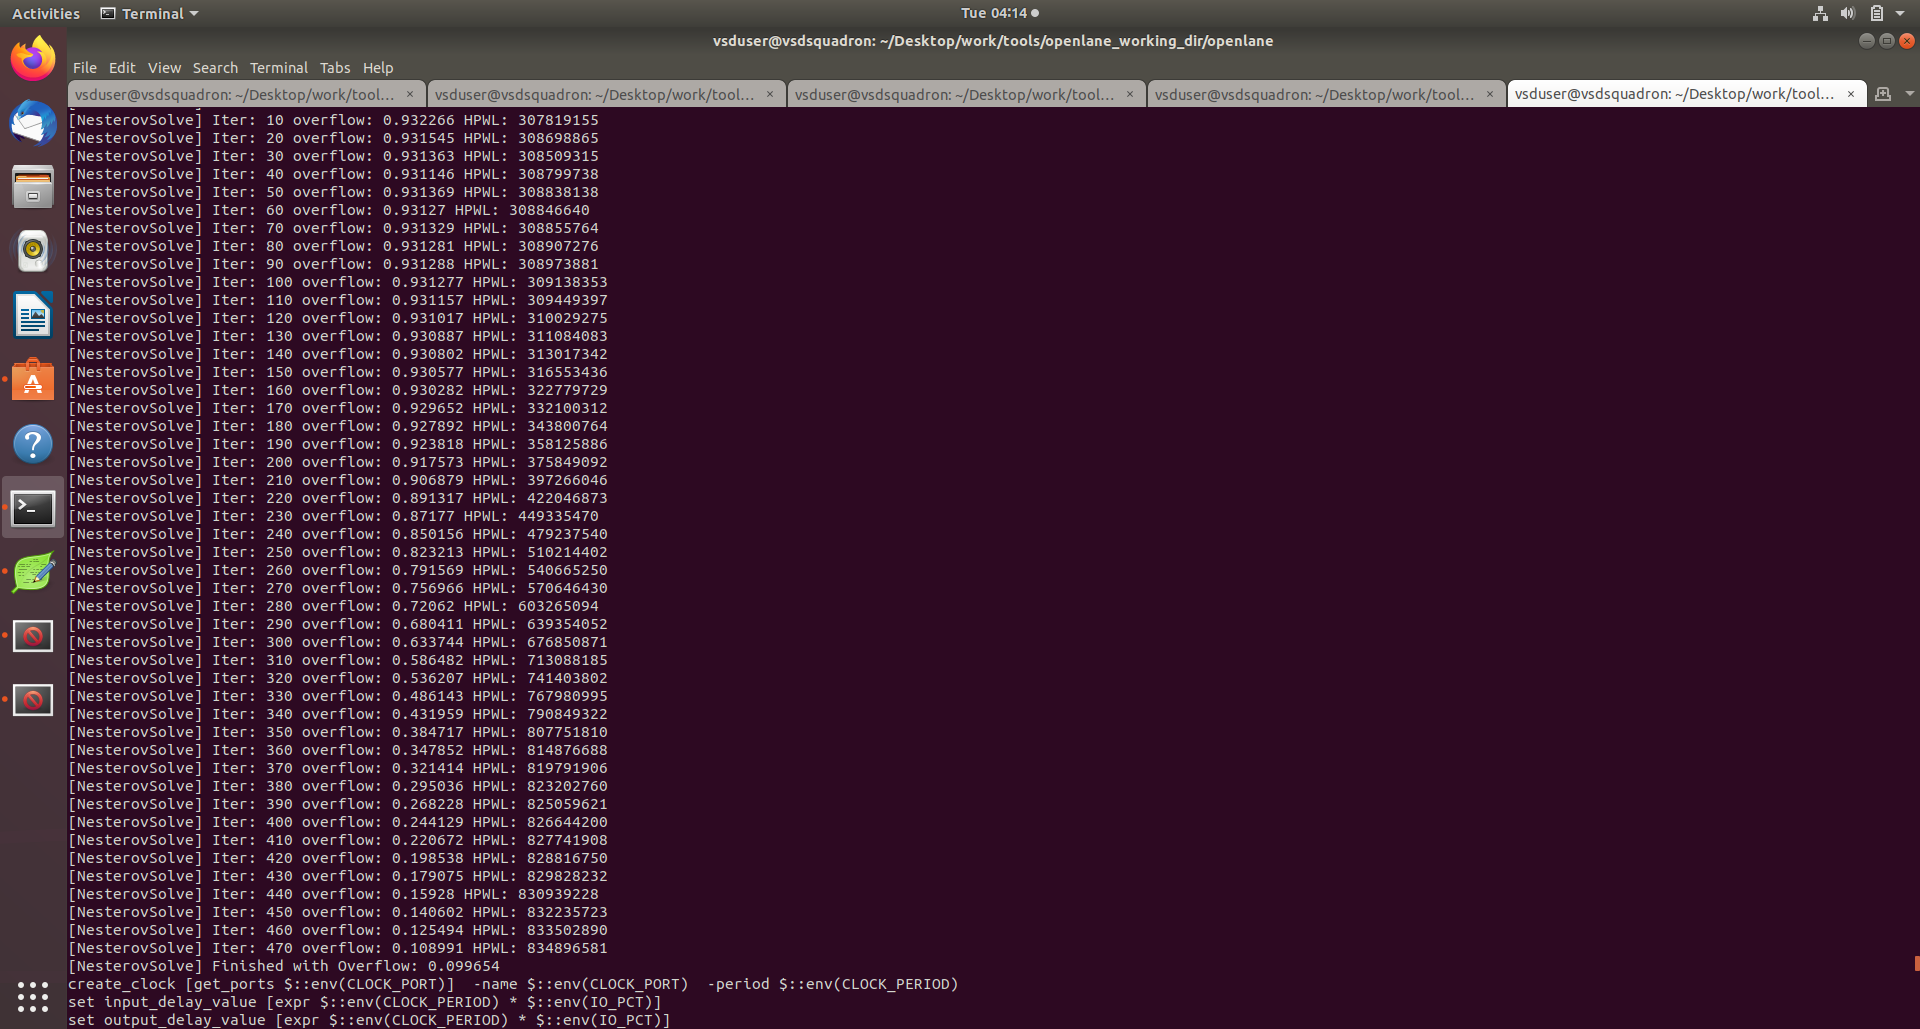 Activities Terminal Tue 04:14
vsduser@vsdsquadron: ~/Desktop/work/tools/openlane_working_dir/openlane
File Edit View Search Terminal Tabs Help
vsduser@vsdsquadron: ~/Desktop/work/tool... × vsduser@vsdsquadron: ~/Desktop/work/tool... × vsduser@vsdsquadron: ~/Desktop/work/tool... × vsduser@vsdsquadron: ~/Desktop/work/tool... × vsduser@vsdsquadron: ~/Desktop/work/tool... ×
[NesterovSolve] Iter: 10 overflow: 0.932266 HPWL: 307819155
[NesterovSolve] Iter: 20 overflow: 0.931545 HPWL: 308698865
[NesterovSolve] Iter: 30 overflow: 0.931363 HPWL: 308509315
[NesterovSolve] Iter: 40 overflow: 0.931146 HPWL: 308799738
[NesterovSolve] Iter: 50 overflow: 0.931369 HPWL: 308838138
[NesterovSolve] Iter: 60 overflow: 0.93127 HPWL: 308846640
[NesterovSolve] Iter: 70 overflow: 0.931329 HPWL: 308855764
[NesterovSolve] Iter: 80 overflow: 0.931281 HPWL: 308907276
[NesterovSolve] Iter: 90 overflow: 0.931288 HPWL: 308973881
[NesterovSolve] Iter: 100 overflow: 0.931277 HPWL: 309138353
[NesterovSolve] Iter: 110 overflow: 0.931157 HPWL: 309449397
[NesterovSolve] Iter: 120 overflow: 0.931017 HPWL: 310029275
[NesterovSolve] Iter: 130 overflow: 0.930887 HPWL: 311084083
[NesterovSolve] Iter: 140 overflow: 0.930802 HPWL: 313017342
[NesterovSolve] Iter: 150 overflow: 0.930577 HPWL: 316553436
[NesterovSolve] Iter: 160 overflow: 0.930282 HPWL: 322779729
[NesterovSolve] Iter: 170 overflow: 0.929652 HPWL: 332100312
[NesterovSolve] Iter: 180 overflow: 0.927892 HPWL: 343800764
[NesterovSolve] Iter: 190 overflow: 0.923818 HPWL: 358125886
[NesterovSolve] Iter: 200 overflow: 0.917573 HPWL: 375849092
[NesterovSolve] Iter: 210 overflow: 0.906879 HPWL: 397266046
[NesterovSolve] Iter: 220 overflow: 0.891317 HPWL: 422046873
[NesterovSolve] Iter: 230 overflow: 0.87177 HPWL: 449335470
[NesterovSolve] Iter: 240 overflow: 0.850156 HPWL: 479237540
[NesterovSolve] Iter: 250 overflow: 0.823213 HPWL: 510214402
[NesterovSolve] Iter: 260 overflow: 0.791569 HPWL: 540665250
[NesterovSolve] Iter: 270 overflow: 0.756966 HPWL: 570646430
[NesterovSolve] Iter: 280 overflow: 0.72062 HPWL: 603265094
[NesterovSolve] Iter: 290 overflow: 0.680411 HPWL: 639354052
[NesterovSolve] Iter: 300 overflow: 0.633744 HPWL: 676850871
[NesterovSolve] Iter: 310 overflow: 0.586482 HPWL: 713088185
[NesterovSolve] Iter: 320 overflow: 0.536207 HPWL: 741403802
[NesterovSolve] Iter: 330 overflow: 0.486143 HPWL: 767980995
[NesterovSolve] Iter: 340 overflow: 0.431959 HPWL: 790849322
[NesterovSolve] Iter: 350 overflow: 0.384717 HPWL: 807751810
[NesterovSolve] Iter: 360 overflow: 0.347852 HPWL: 814876688
[NesterovSolve] Iter: 370 overflow: 0.321414 HPWL: 819791906
[NesterovSolve] Iter: 380 overflow: 0.295036 HPWL: 823202760
[NesterovSolve] Iter: 390 overflow: 0.268228 HPWL: 825059621
[NesterovSolve] Iter: 400 overflow: 0.244129 HPWL: 826644200
[NesterovSolve] Iter: 410 overflow: 0.220672 HPWL: 827741908
[NesterovSolve] Iter: 420 overflow: 0.198538 HPWL: 828816750
[NesterovSolve] Iter: 430 overflow: 0.179075 HPWL: 829828232
[NesterovSolve] Iter: 440 overflow: 0.15928 HPWL: 830939228
[NesterovSolve] Iter: 450 overflow: 0.140602 HPWL: 832235723
[NesterovSolve] Iter: 460 overflow: 0.125494 HPWL: 833502890
[NesterovSolve] Iter: 470 overflow: 0.108991 HPWL: 834896581
[NesterovSolve] Finished with Overflow: 0.099654
create_clock [get_ports $::env(CLOCK_PORT)]  -name $::env(CLOCK_PORT)  -period $::env(CLOCK_PERIOD)
set input_delay_value [expr $::env(CLOCK_PERIOD) * $::env(IO_PCT)]
set output_delay_value [expr $::env(CLOCK_PERIOD) * $::env(IO_PCT)]